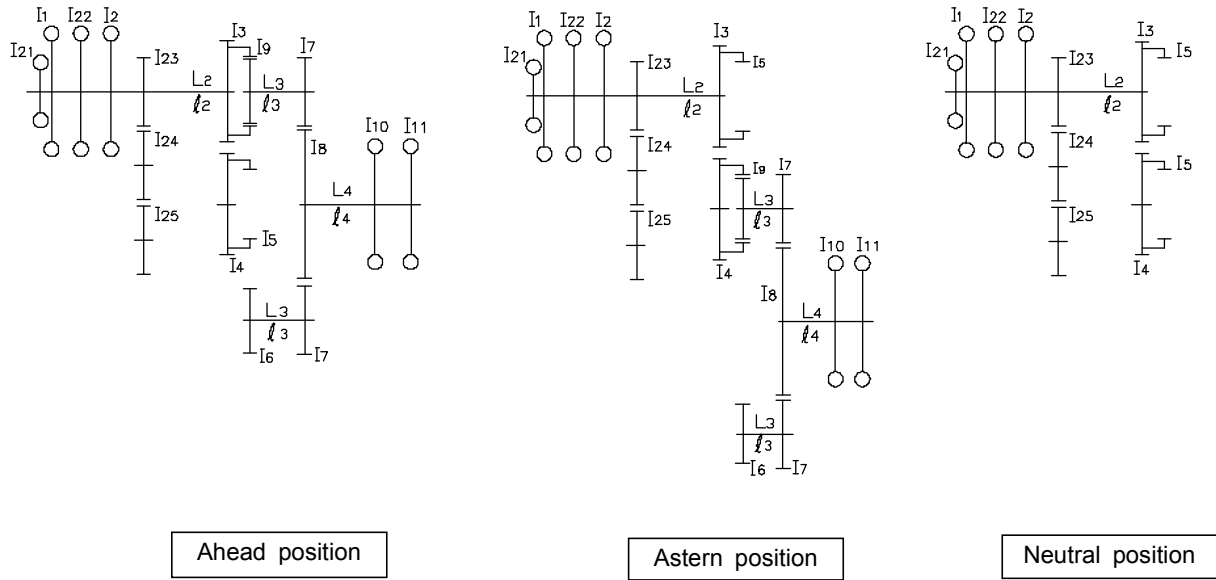 I1 I22 I2
I21
I23
I3
I9
I7
L2
ℓ2
L3
ℓ3
I24
I8
I10 I11
L4
ℓ4
I25
I5
I4
L3
ℓ3
I6
I7
Ahead position
I1 I22 I2
I21
I23
I3
I5
L2
ℓ2
I24
I9
I7
L3
ℓ3
I25
I10 I11
I4
I8
L4
ℓ4
L3
ℓ3
I6
I7
Astern position
I1 I22 I2
I21
I23
I3
I5
L2
ℓ2
I24
I5
I25
I4
Neutral position